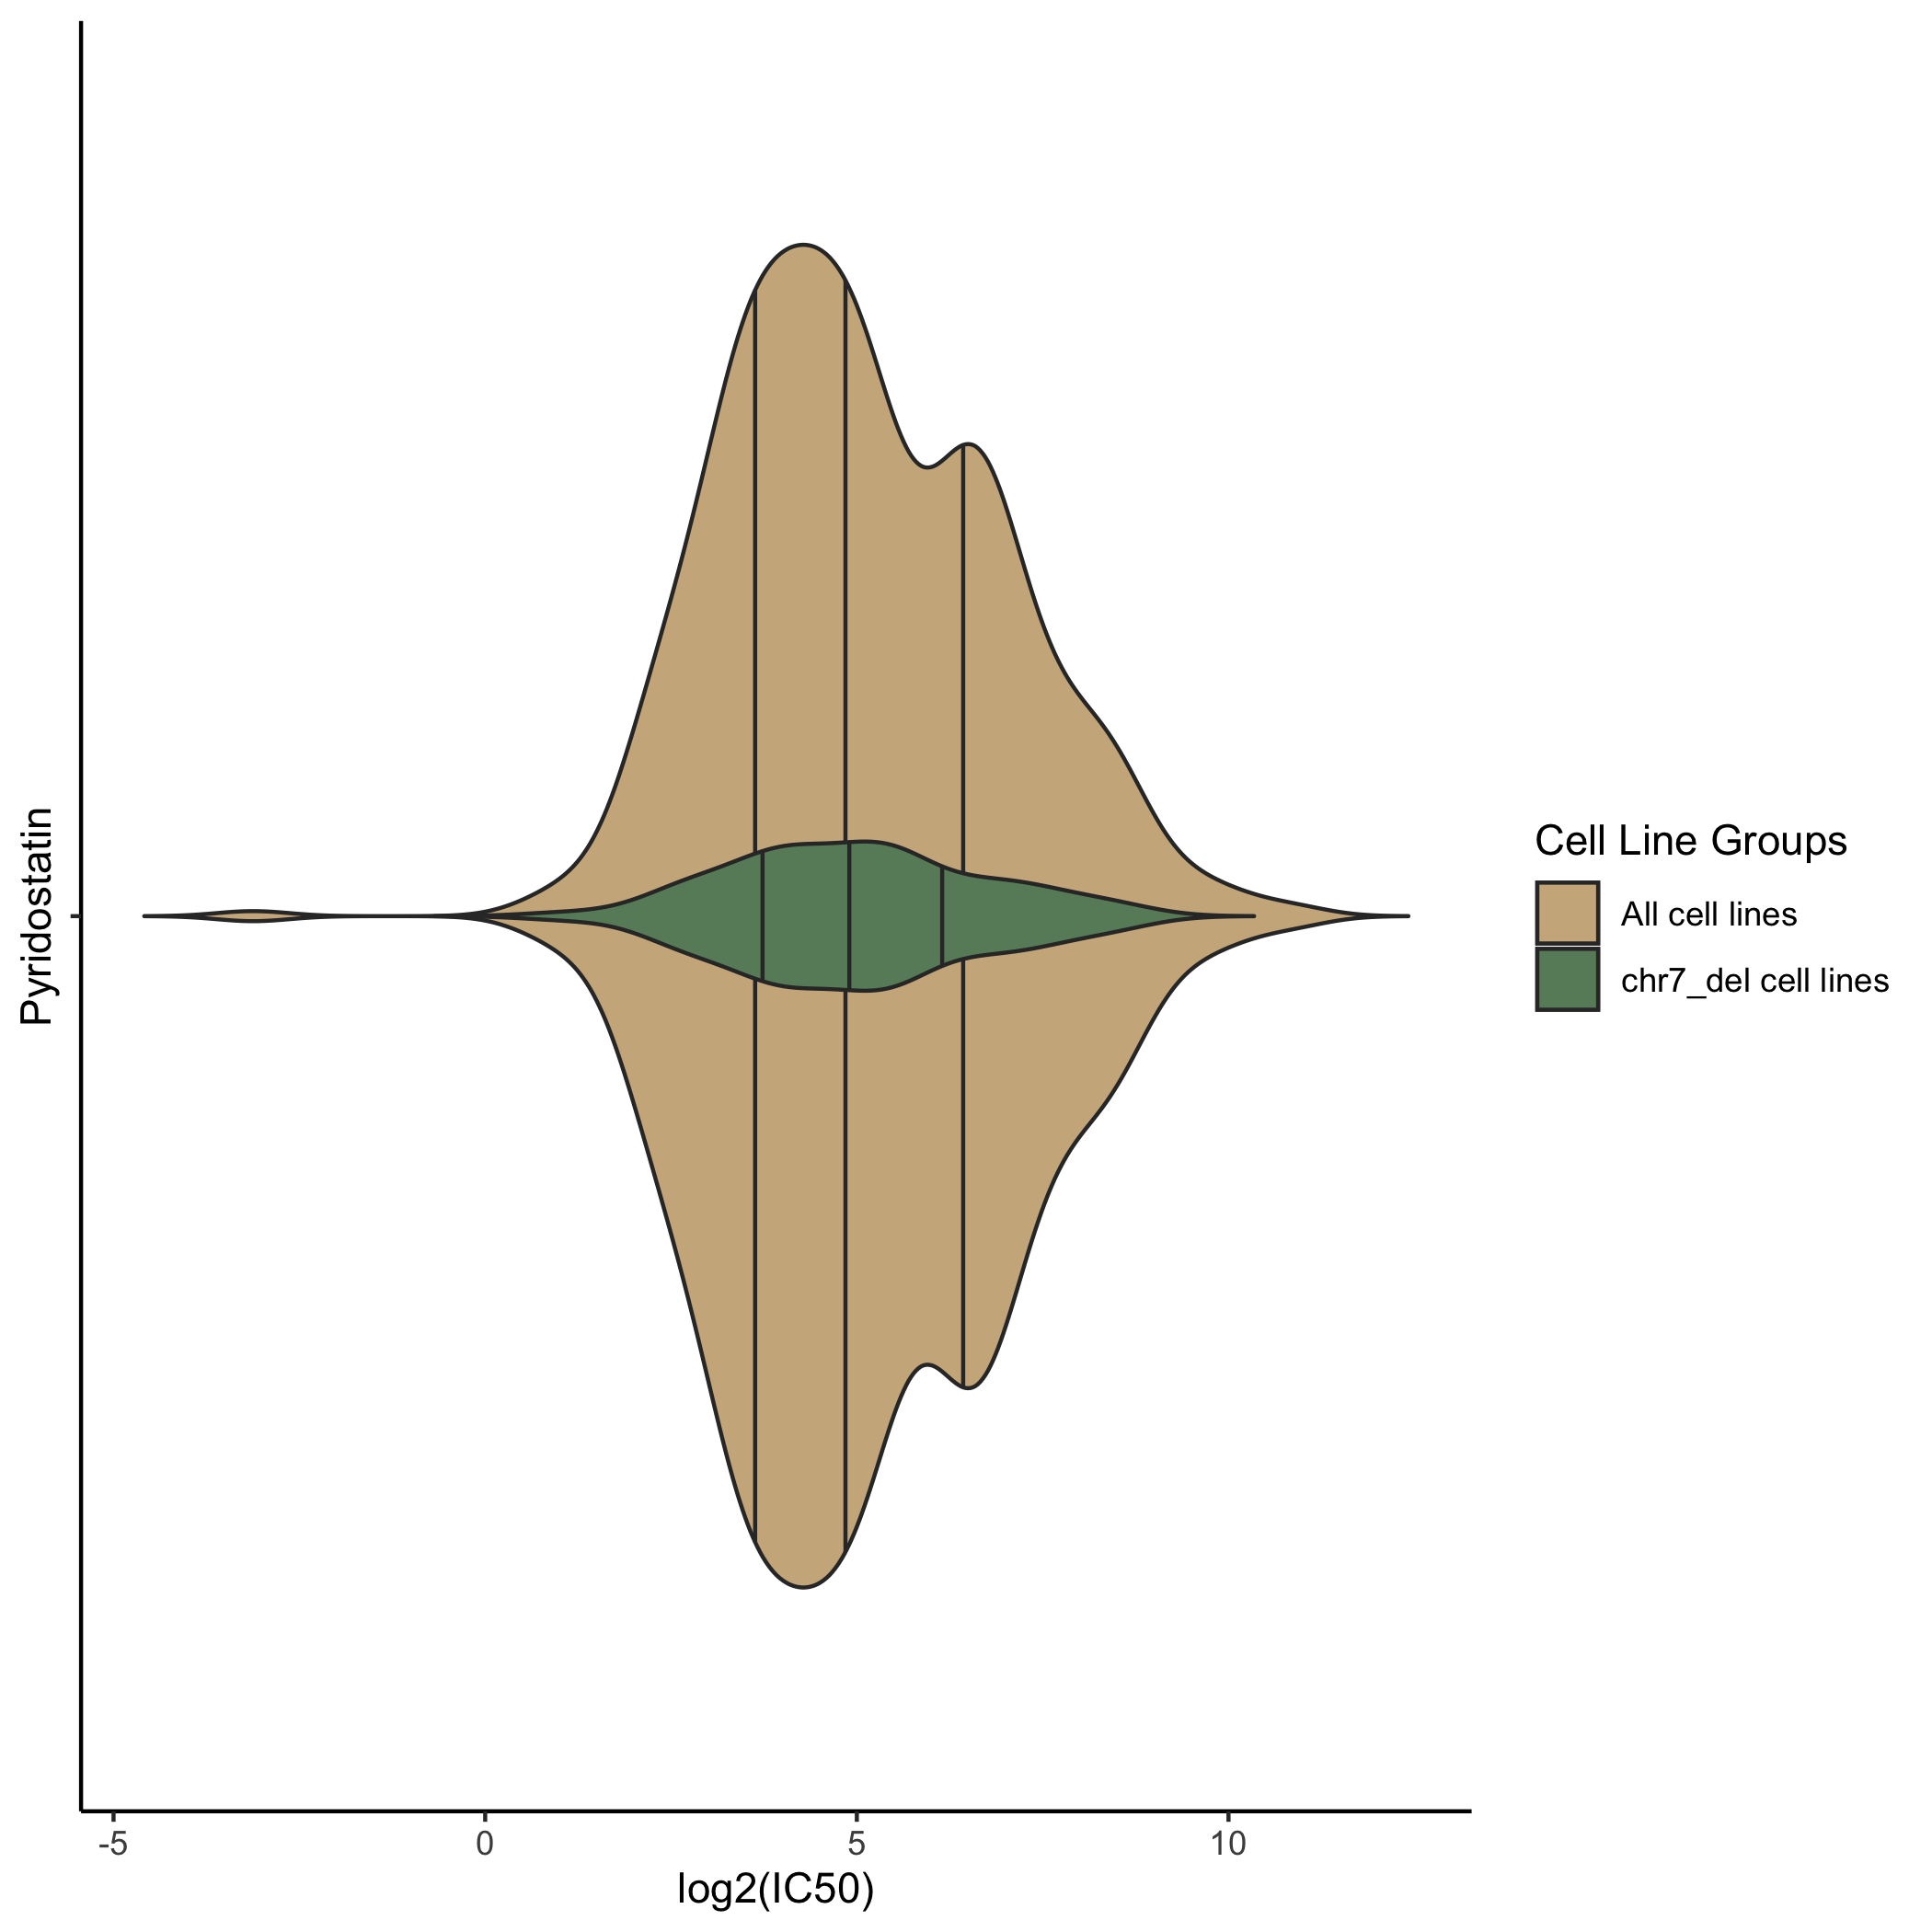 Pyridostatin
-5
0
5
10
log2(IC50)
Cell Line Groups
All cell lines
chr7_del cell lines